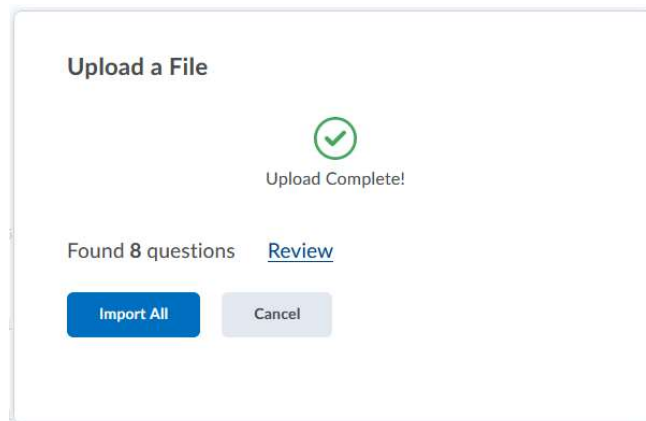 Upload a File
Upload Complete!
Found 8 questions Review
Import All Cancel